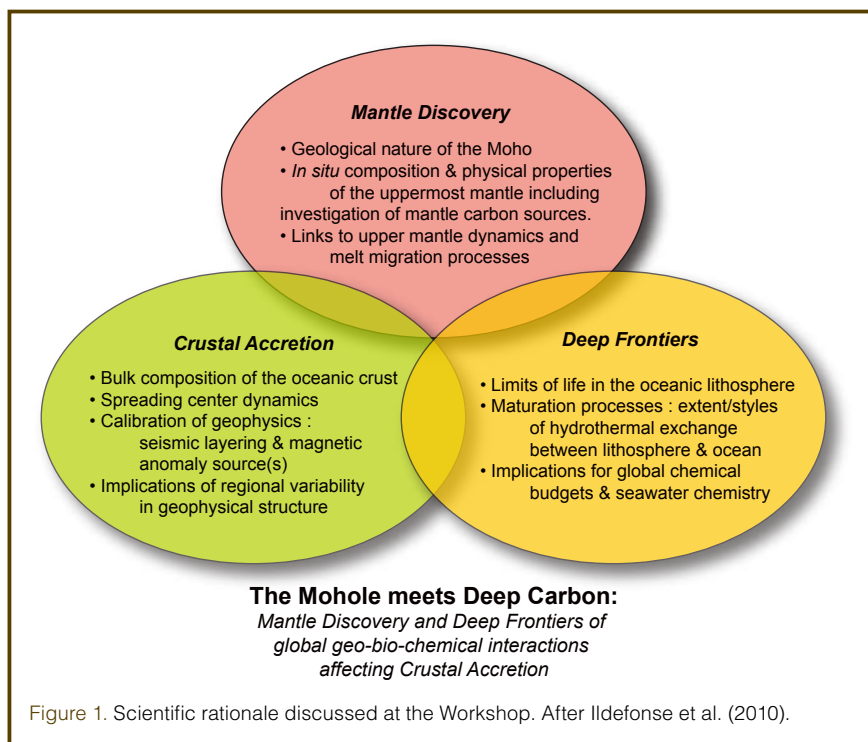 Mantle Discovery
• Geological nature of the Moho
• In situ composition & physical properties
of the uppermost mantle including
investigation of mantle carbon sources.
• Links to upper mantle dynamics and
melt migration processes
Crustal Accretion
• Bulk composition of the oceanic crust
• Spreading center dynamics
• Calibration of geophysics :
seismic layering & magnetic
anomaly source(s)
• Implications of regional variability
in geophysical structure
Deep Frontiers
• Limits of life in the oceanic lithosphere
• Maturation processes : extent/styles
of hydrothermal exchange
between lithosphere & ocean
• Implications for global chemical
budgets & seawater chemistry
The Mohole meets Deep Carbon:
Mantle Discovery and Deep Frontiers of
global geo-bio-chemical interactions
affecting Crustal Accretion
Figure 1. Scientific rationale discussed at the Workshop. After Ildefonse et al. (2010).